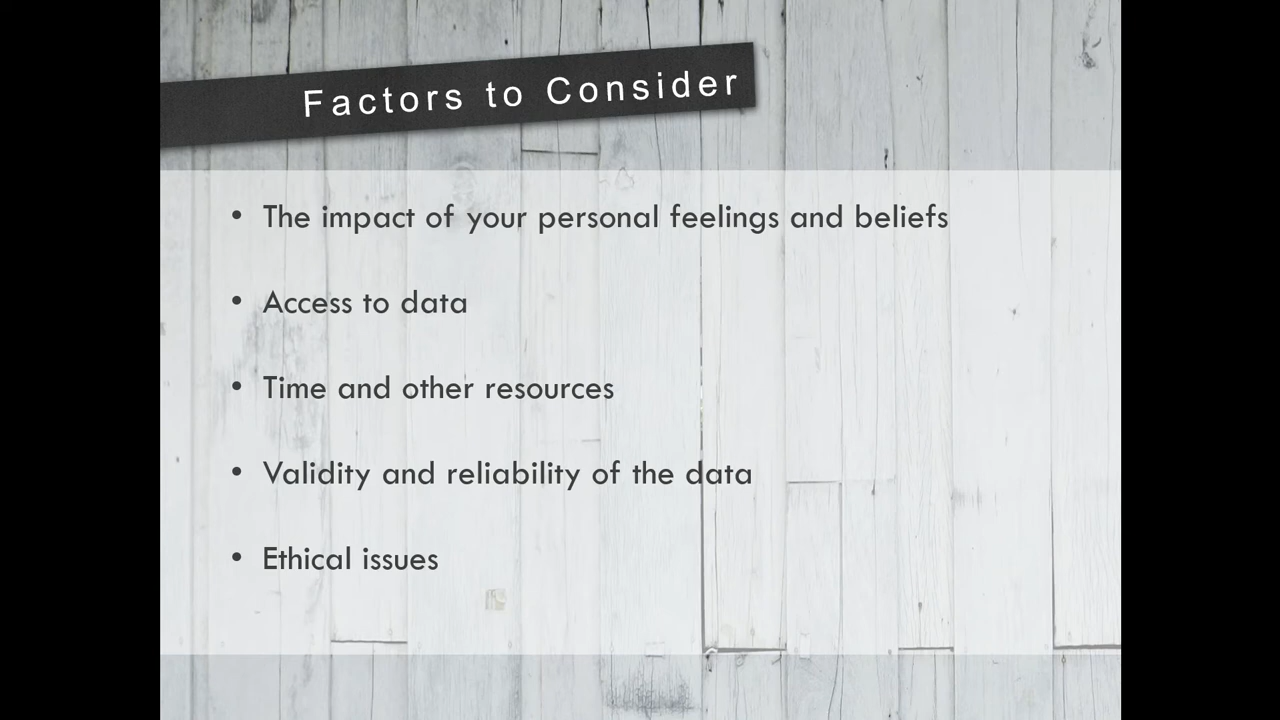 Factors to Consider
• The impact of your personal feelings and beliefs
• Access to data
• Time and other resources
• Validity and reliability of the data
• Ethical issues